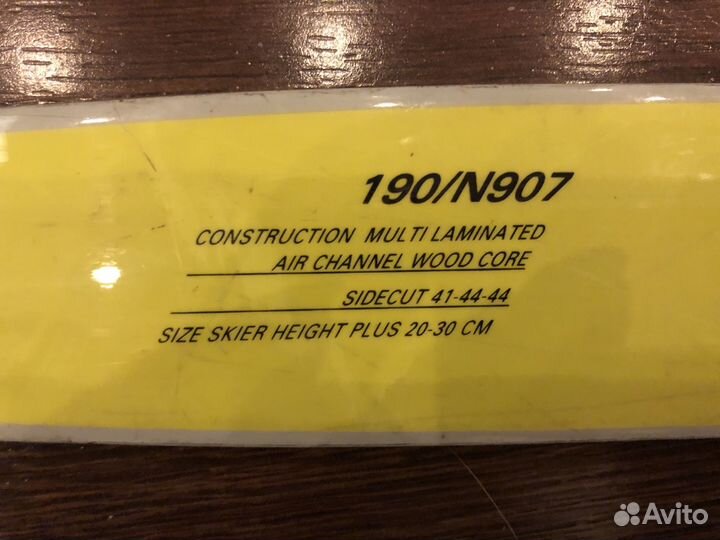 190/N907
CONSTRUCTION MULTI LAMINATED
AIR CHANNEL WOOD CORE
SIDECUT 41-44-44
SIZE SKIER HEIGHT PLUS 20-30 CM
Avito